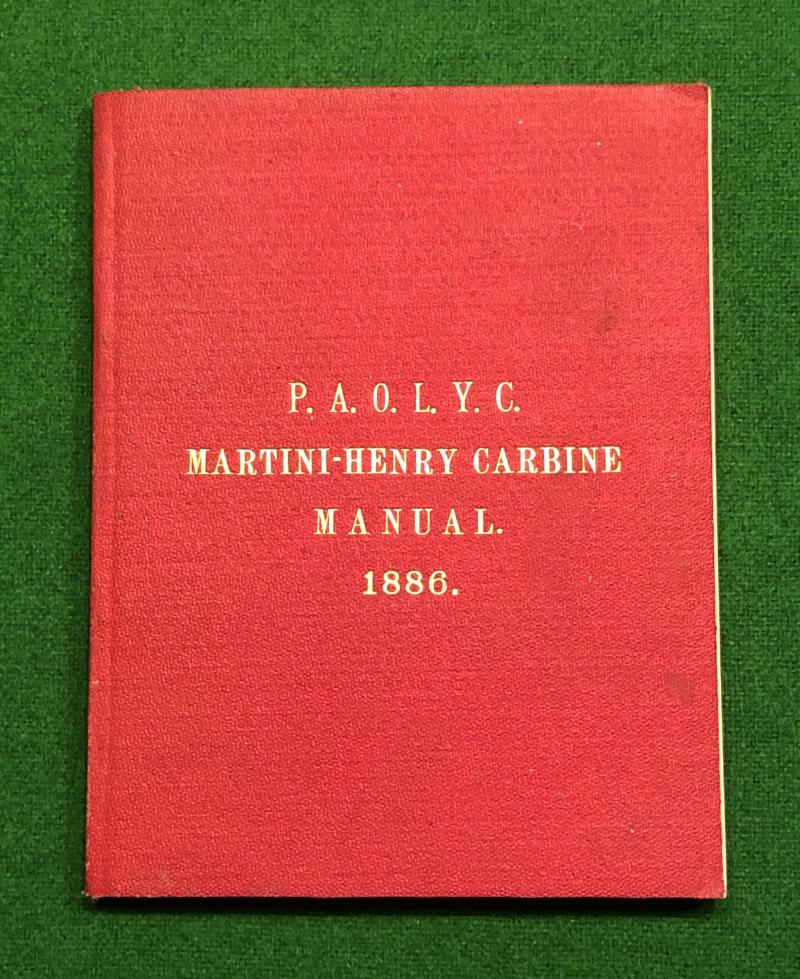 P. A. O. L. Y. C.
MARTINI-HENRY CARBINE
MANUAL.
1886.